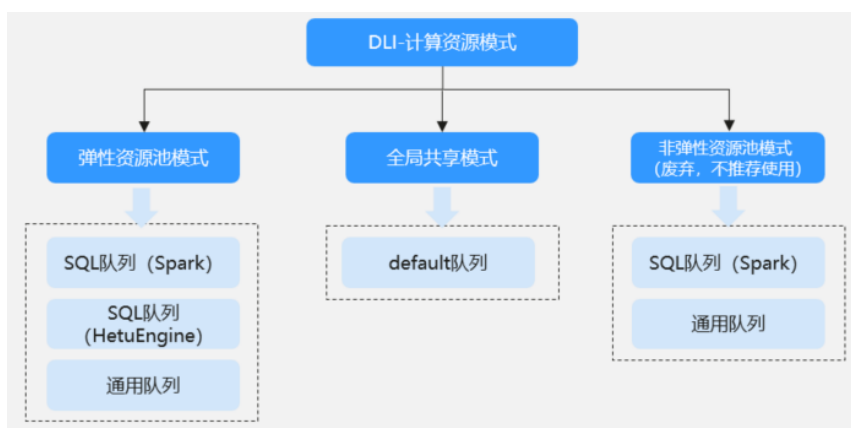 DLI-计算资源模式
弹性资源池模式
全局共享模式
非弹性资源池模式
(废弃，不推荐使用)
SQL队列（Spark）
SQL队列
(HetuEngine)
通用队列
default队列
SQL队列（Spark）
通用队列